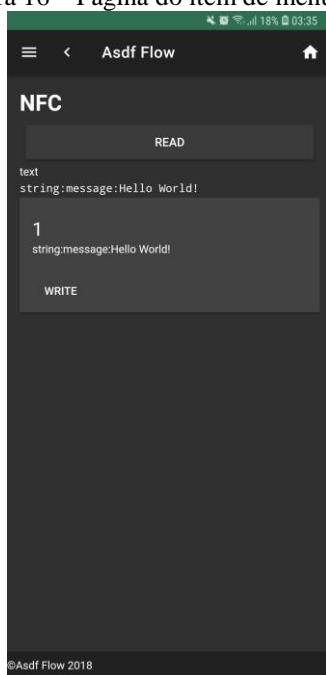 Página do item de menu
18% 03:35
Asdf Flow
NFC
READ
text
string:message:Hello World!
1
string:message:Hello World!
WRITE
©Asdf Flow 2018